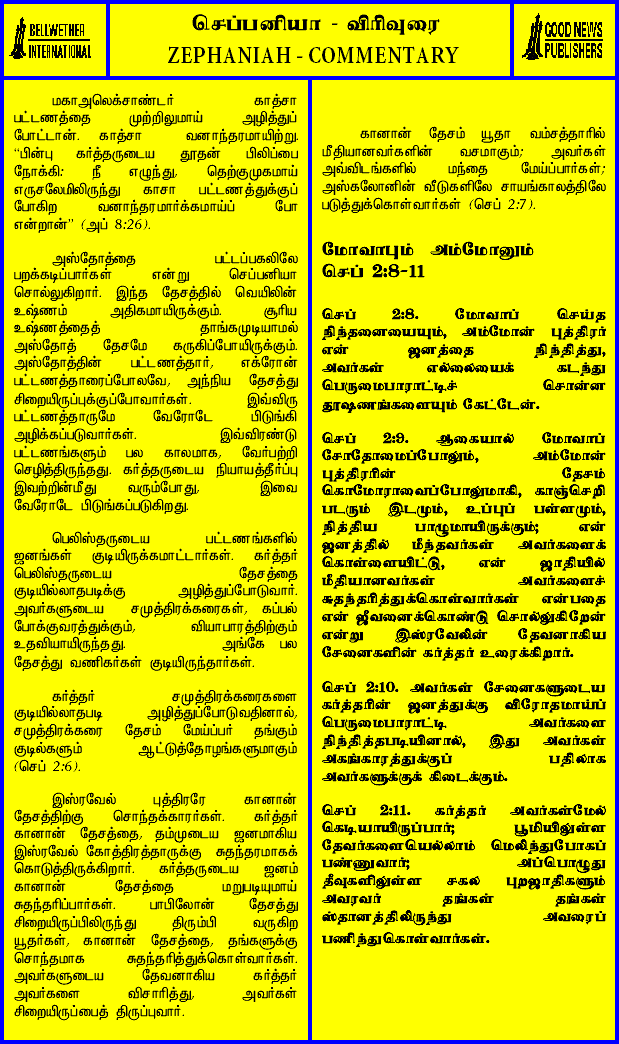 BELLWETHER
INTERNATIONAL
செப்பனியா - விரிவுரை
ZEPHANIAH - COMMENTARY
GOOD NEWS
PUBLISHERS
மகாஅலெக்சாண்டர் காத்சா
பட்டணத்தை முற்றிலுமாய் அழித்துப்
போட்டான். காத்சா வனாந்தரமாயிற்று.
“பின்பு கர்த்தருடைய தூதன் பிலிப்பை
நோக்கி: நீ எழுந்து, தெற்குமுகமாய்
எருசலேமிலிருந்து காசா பட்டணத்துக்குப்
போகிற வனாந்தரமார்க்கமாய்ப் போ
என்றான்” (அப் 8:26).
அஸ்தோத்தை பட்டப்பகலிலே
பறக்கடிப்பார்கள் என்று செப்பனியா
சொல்லுகிறார். இந்த தேசத்தில் வெயிலின்
உஷ்ணம் அதிகமாயிருக்கும். சூரிய
உஷ்ணத்தைத் தாங்கமுடியாமல்
அஸ்தோத் தேசமே கருகிப்போயிருக்கும்.
அஸ்தோத்தின் பட்டணத்தார், எக்ரோன்
பட்டணத்தாரைப்போலவே, அந்நிய தேசத்து
சிறையிருப்புக்குப்போவார்கள். இவ்விரு
பட்டணத்தாருமே வேரோடே பிடுங்கி
அழிக்கப்படுவார்கள். இவ்விரண்டு
பட்டணங்களும் பல காலமாக, வேர்பற்றி
செழித்திருந்தது. கர்த்தருடைய நியாயத்தீர்ப்பு
இவற்றின்மீது வரும்போது, இவை
வேரோடே பிடுங்கப்படுகிறது.
பெலிஸ்தருடைய பட்டணங்களில்
ஜனங்கள் குடியிருக்கமாட்டார்கள். கர்த்தர்
பெலிஸ்தருடைய தேசத்தை
குடியில்லாதபடிக்கு அழித்துப்போடுவார்.
அவர்களுடைய சமுத்திரக்கரைகள், கப்பல்
போக்குவரத்துக்கும், வியாபாரத்திற்கும்
உதவியாயிருந்தது. அங்கே பல
தேசத்து வணிகர்கள் குடியிருந்தார்கள்.
கர்த்தர் சமுத்திரக்கரைகளை
குடியில்லாதபடி அழித்துப்போடுவதினால்,
சமுத்திரக்கரை தேசம் மேய்ப்பர் தங்கும்
குடில்களும் ஆட்டுத்தோழங்களுமாகும்
(செப் 2:6).
இஸ்ரவேல் புத்திரரே கானான்
தேசத்திற்கு சொந்தக்காரர்கள். கர்த்தர்
கானான் தேசத்தை, தம்முடைய ஜனமாகிய
இஸ்ரவேல் கோத்திரத்தாருக்கு சுதந்தரமாகக்
கொடுத்திருக்கிறார். கர்த்தருடைய ஜனம்
கானான் தேசத்தை மறுபடியுமாய்
சுதந்தரிப்பார்கள். பாபிலோன் தேசத்து
சிறையிருப்பிலிருந்து திரும்பி வருகிற
யூதர்கள், கானான் தேசத்தை, தங்களுக்கு
சொந்தமாக சுதந்தரித்துக்கொள்வார்கள்.
அவர்களுடைய தேவனாகிய கர்த்தர்
அவர்களை விசாரித்து, அவர்கள்
சிறையிருப்பைத் திருப்புவார்.
கானான் தேசம் யூதா வம்சத்தாரில்
மீதியானவர்களின் வசமாகும்; அவர்கள்
அவ்விடங்களில் மந்தை மேய்ப்பார்கள்;
அஸ்கலோனின் வீடுகளிலே சாயங்காலத்திலே
படுத்துக்கொள்வார்கள் (செப் 2:7).
மோவாபும் அம்மோனும்
செப் 2:8-11
செப் 2:8. மோவாப் செய்த
நிந்தனையையும், அம்மோன் புத்திரர்
என் ஜனத்தை நிந்தித்து,
அவர்கள் எல்லையைக் கடந்து
பெருமைபாராட்டிச் சொன்ன
தூஷணங்களையும் கேட்டேன்.
செப் 2:9. ஆகையால் மோவாப்
சோதோமைப்போலும், அம்மோன்
புத்திரரின் தேசம்
கொமோராவைப்போலுமாகி, காஞ்சொறி
படரும் இடமும், உப்புப் பள்ளமும்,
நித்திய பாழுமாயிருக்கும்; என்
ஜனத்தில் மீந்தவர்கள் அவர்களைக்
கொள்ளையிட்டு, என் ஜாதியில்
மீதியானவர்கள் அவர்களைச்
சுதந்தரித்துக்கொள்வார்கள் என்பதை
என் ஜீவனைக்கொண்டு சொல்லுகிறேன்
என்று இஸ்ரவேலின் தேவனாகிய
சேனைகளின் கர்த்தர் உரைக்கிறார்.
செப் 2:10. அவர்கள் சேனைகளுடைய
கர்த்தரின் ஜனத்துக்கு விரோதமாய்ப்
பெருமைபாராட்டி அவர்களை
நிந்தித்தபடியினால், இது அவர்கள்
அகங்காரத்துக்குப் பதிலாக
அவர்களுக்குக் கிடைக்கும்.
செப் 2:11. கர்த்தர் அவர்கள்மேல்
கெடியாயிருப்பார்; பூமியிலுள்ள
தேவர்களையெல்லாம் மெலிந்துபோகப்
பண்ணுவார்; அப்பொழுது
தீவுகளிலுள்ள சகல புறஜாதிகளும்
அவரவர் தங்கள் தங்கள்
ஸ்தானத்திலிருந்து அவரைப்
பணிந்துகொள்வார்கள்.